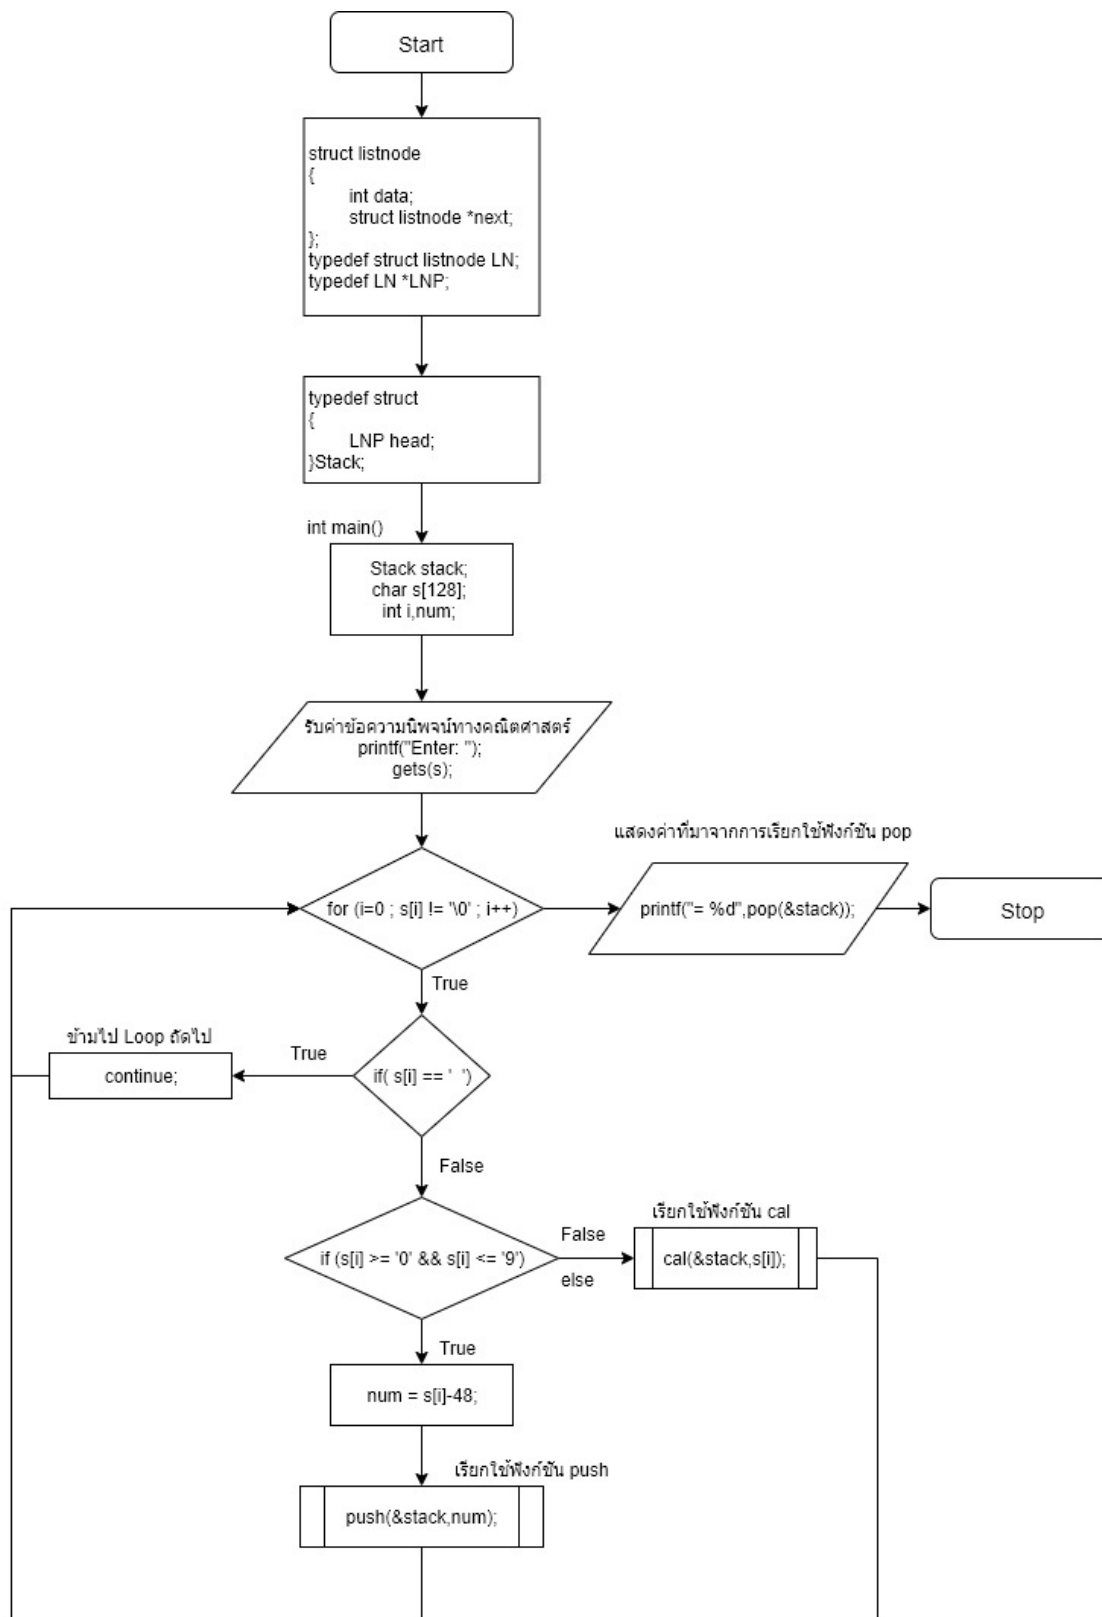 Start
struct listnode
{
int data;
struct listnode *next;
};
typedef struct listnode LN;
typedef LN *LNP;
typedef struct
{
LNP head;
}Stack;
int main()
Stack stack;
char s[128];
int i,num;
รับค่าข้อความนิพจน์ทางคณิตศาสตร์
printf("Enter: ");
gets(s);
แสดงค่าที่มาจากการเรียกใช้ฟังก์ชัน pop
for (i=0 ; s[i] != '\0' ; i++)
printf("= %d",pop(&stack));
Stop
True
ข้ามไป Loop ถัดไป
True
continue;
if( s[i] == ' ')
False
เรียกใช้ฟังก์ชัน cal
if (s[i] >= '0' && s[i] <= '9')
False
else
cal(&stack,s[i]);
True
num = s[i]-48;
เรียกใช้ฟังก์ชัน push
push(&stack,num);